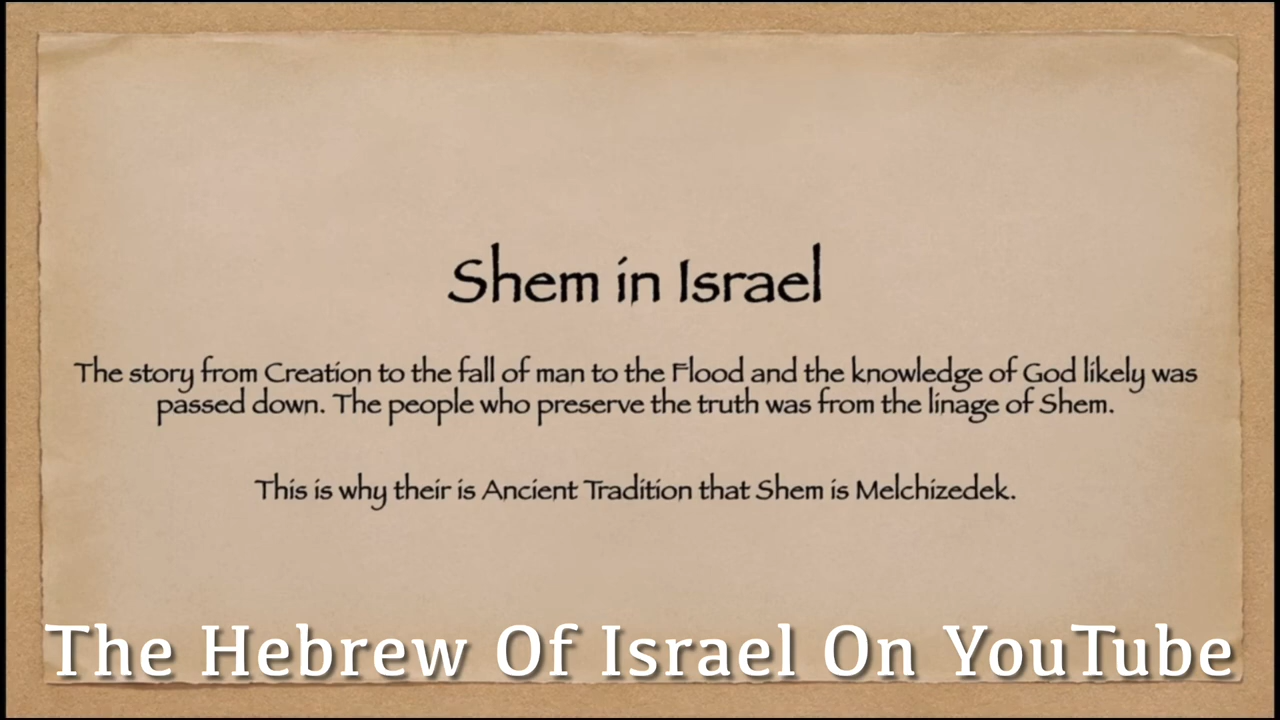 Shem in Israel
The story from Creation to the fall of man to the Flood and the knowledge of God likely was
passed down. The people who preserve the truth was from the linage of Shem.
This is why their is Ancient Tradition that Shem is Melchizedek.
The Hebrew Of Israel On YouTube